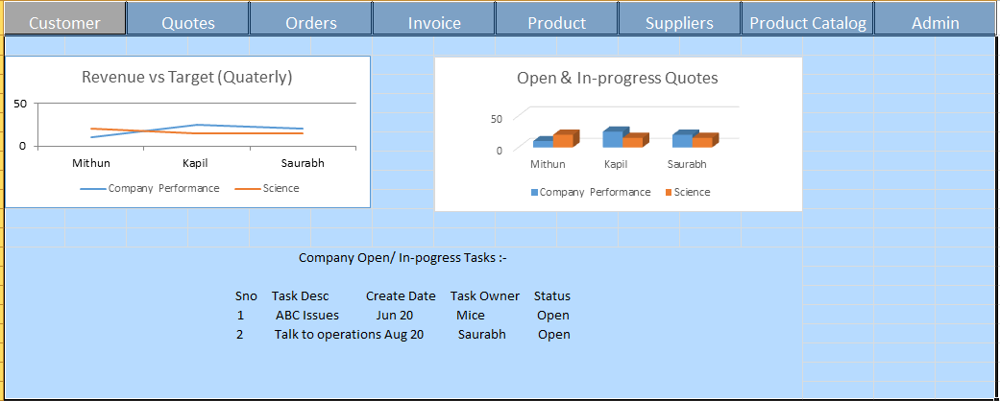 Customer Quotes Orders Invoice Product Suppliers Product Catalog Admin
Revenue vs Target (Quaterly)
50
0
Mithun Kapil Saurabh
Company Performance Science
Open & In-progress Quotes
50
0
Mithun Kapil Saurabh
Company Performance Science
Company Open/ In-pogress Tasks :-
Sno Task Desc Create Date Task Owner Status
1 ABC Issues Jun 20 Mice Open
2 Talk to operations Aug 20 Saurabh Open